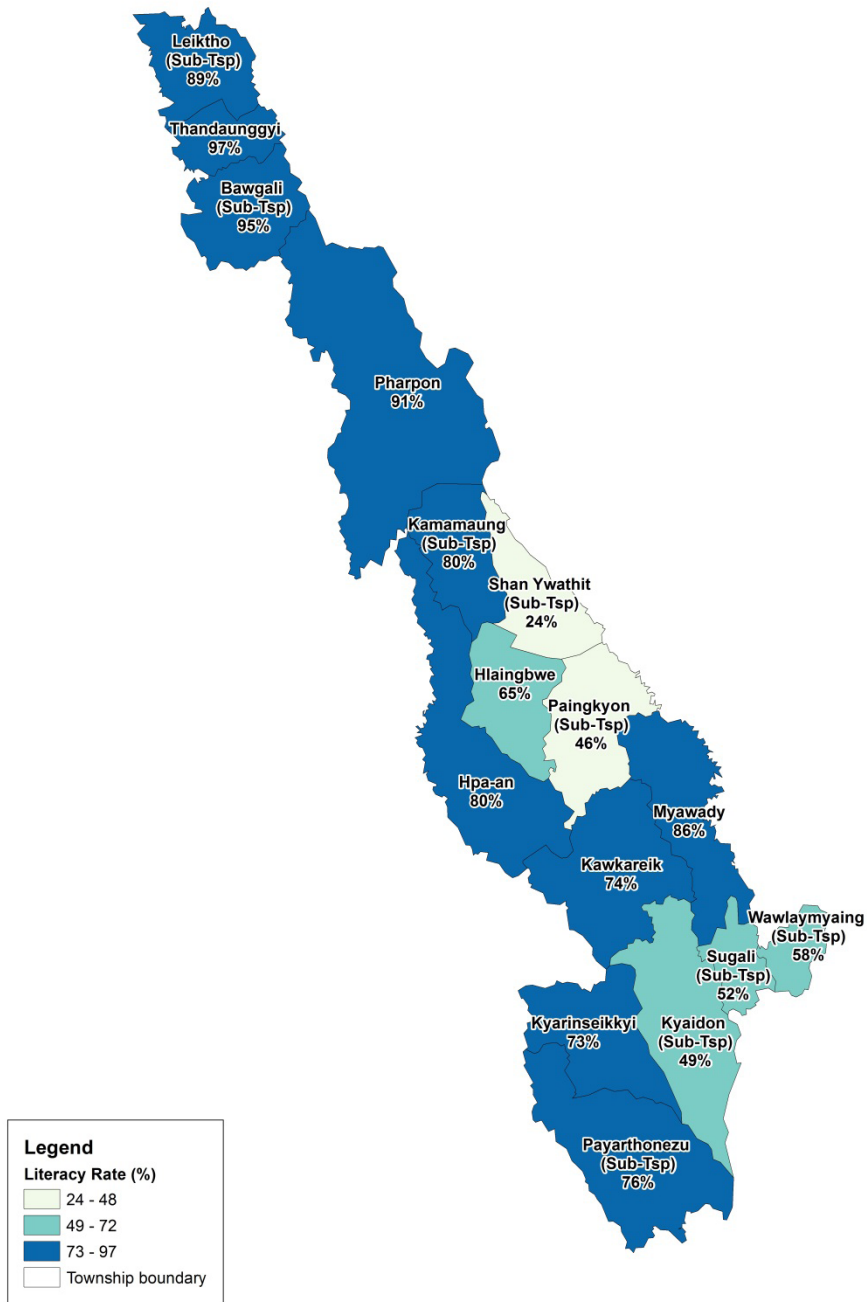 Leiktho
(Sub-Tsp)
89%
Thandaunggyi
97%
Bawgali
(Sub-Tsp)
95%
Pharpon
91%
Kamamaung
(Sub-Tsp)
80%
Shan Ywathit
(Sub-Tsp)
24%
Hlaingbwe
65%
Paingkyon
(Sub-Tsp)
46%
Hpa-an
80%
Myawady
86%
Kawkareik
74%
Wawlaymyaing
(Sub-Tsp)
58%
Sugali
(Sub-Tsp)
52%
Kyaidon
(Sub-Tsp)
49%
Kyarinseikkyi
73%
Payarthonezu
(Sub-Tsp)
76%
Legend
Literacy Rate (%)
24 - 48
49 - 72
73 - 97
Township boundary